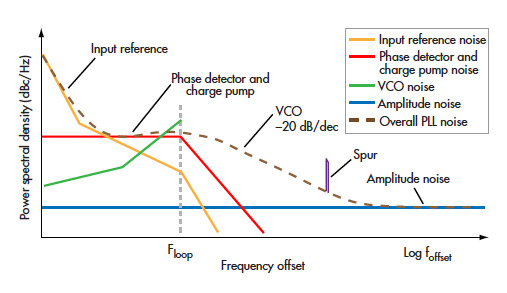 Input reference
Phase detector and
charge pump
VCO
–20 dB/dec
Spur
Amplitude noise
Input reference noise
Phase detector and
charge pump noise
VCO noise
Amplitude noise
Overall PLL noise
Power spectral density (dBc/Hz)
Floop
Frequency offset
Log foffset